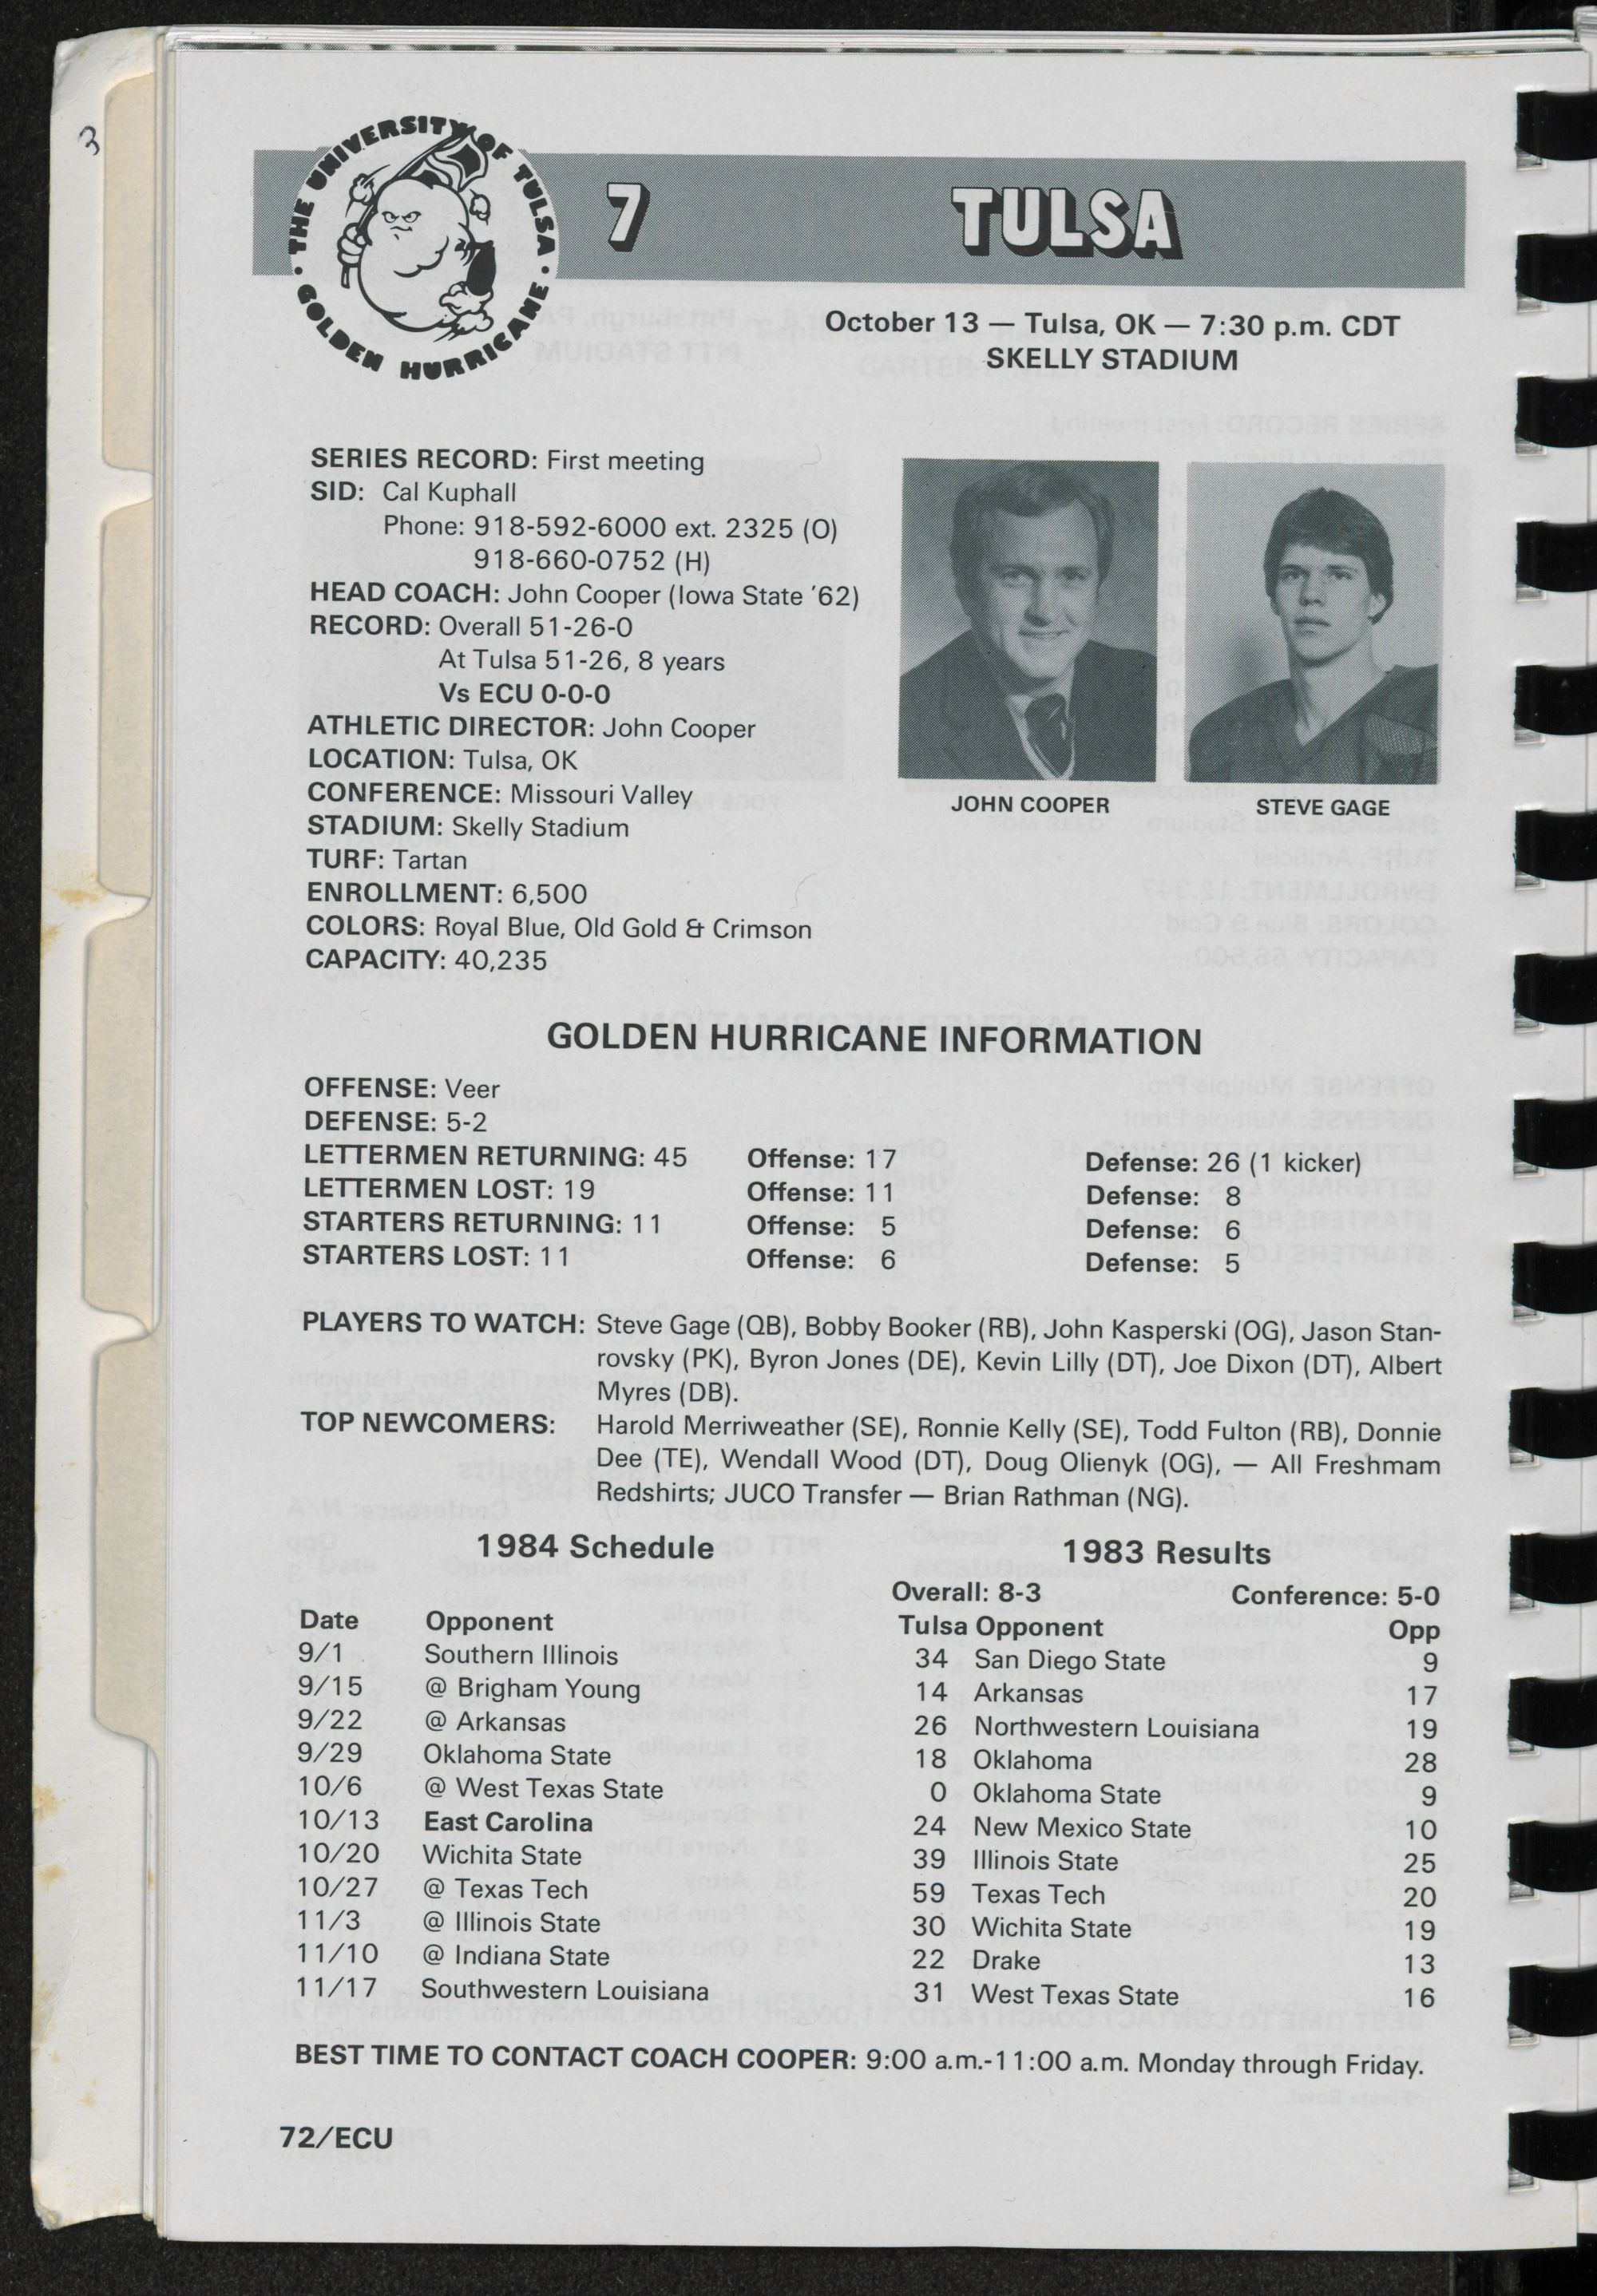 3
THE UNIVERSITY OF TULSA
GOLDEN HURRICANE
7 TULSA
October 13 — Tulsa, OK — 7:30 p.m. CDT
SKELLY STADIUM
SERIES RECORD: First meeting
SID: Cal Kuphall
Phone: 918-592-6000 ext. 2325 (O)
918-660-0752 (H)
HEAD COACH: John Cooper (Iowa State '62)
RECORD: Overall 51-26-0
At Tulsa 51-26, 8 years
Vs ECU 0-0-0
ATHLETIC DIRECTOR: John Cooper
LOCATION: Tulsa, OK
CONFERENCE: Missouri Valley
STADIUM: Skelly Stadium
TURF: Tartan
ENROLLMENT: 6,500
COLORS: Royal Blue, Old Gold & Crimson
CAPACITY: 40,235
JOHN COOPER STEVE GAGE
GOLDEN HURRICANE INFORMATION
OFFENSE: Veer
DEFENSE: 5-2
LETTERMEN RETURNING: 45 Offense: 17 Defense: 26 (1 kicker)
LETTERMEN LOST: 19 Offense: 11 Defense: 8
STARTERS RETURNING: 11 Offense: 5 Defense: 6
STARTERS LOST: 11 Offense: 6 Defense: 5
PLAYERS TO WATCH: Steve Gage (QB), Bobby Booker (RB), John Kasperski (OG), Jason Stan-
rovsky (PK), Byron Jones (DE), Kevin Lilly (DT), Joe Dixon (DT), Albert
Myres (DB).
TOP NEWCOMERS: Harold Merriweather (SE), Ronnie Kelly (SE), Todd Fulton (RB), Donnie
Dee (TE), Wendall Wood (DT), Doug Olienyk (OG), — All Freshmam
Redshirts; JUCO Transfer — Brian Rathman (NG).
1984 Schedule
Date Opponent
9/1 Southern Illinois
9/15 @ Brigham Young
9/22 @ Arkansas
9/29 Oklahoma State
10/6 @ West Texas State
10/13 East Carolina
10/20 Wichita State
10/27 @ Texas Tech
11/3 @ Illinois State
11/10 @ Indiana State
11/17 Southwestern Louisiana
1983 Results
Overall: 8-3 Conference: 5-0
Tulsa Opponent Opp
34 San Diego State 9
14 Arkansas 17
26 Northwestern Louisiana 19
18 Oklahoma 28
0 Oklahoma State 9
24 New Mexico State 10
39 Illinois State 25
59 Texas Tech 20
30 Wichita State 19
22 Drake 13
31 West Texas State 16
BEST TIME TO CONTACT COACH COOPER: 9:00 a.m.-11:00 a.m. Monday through Friday.
72/ECU